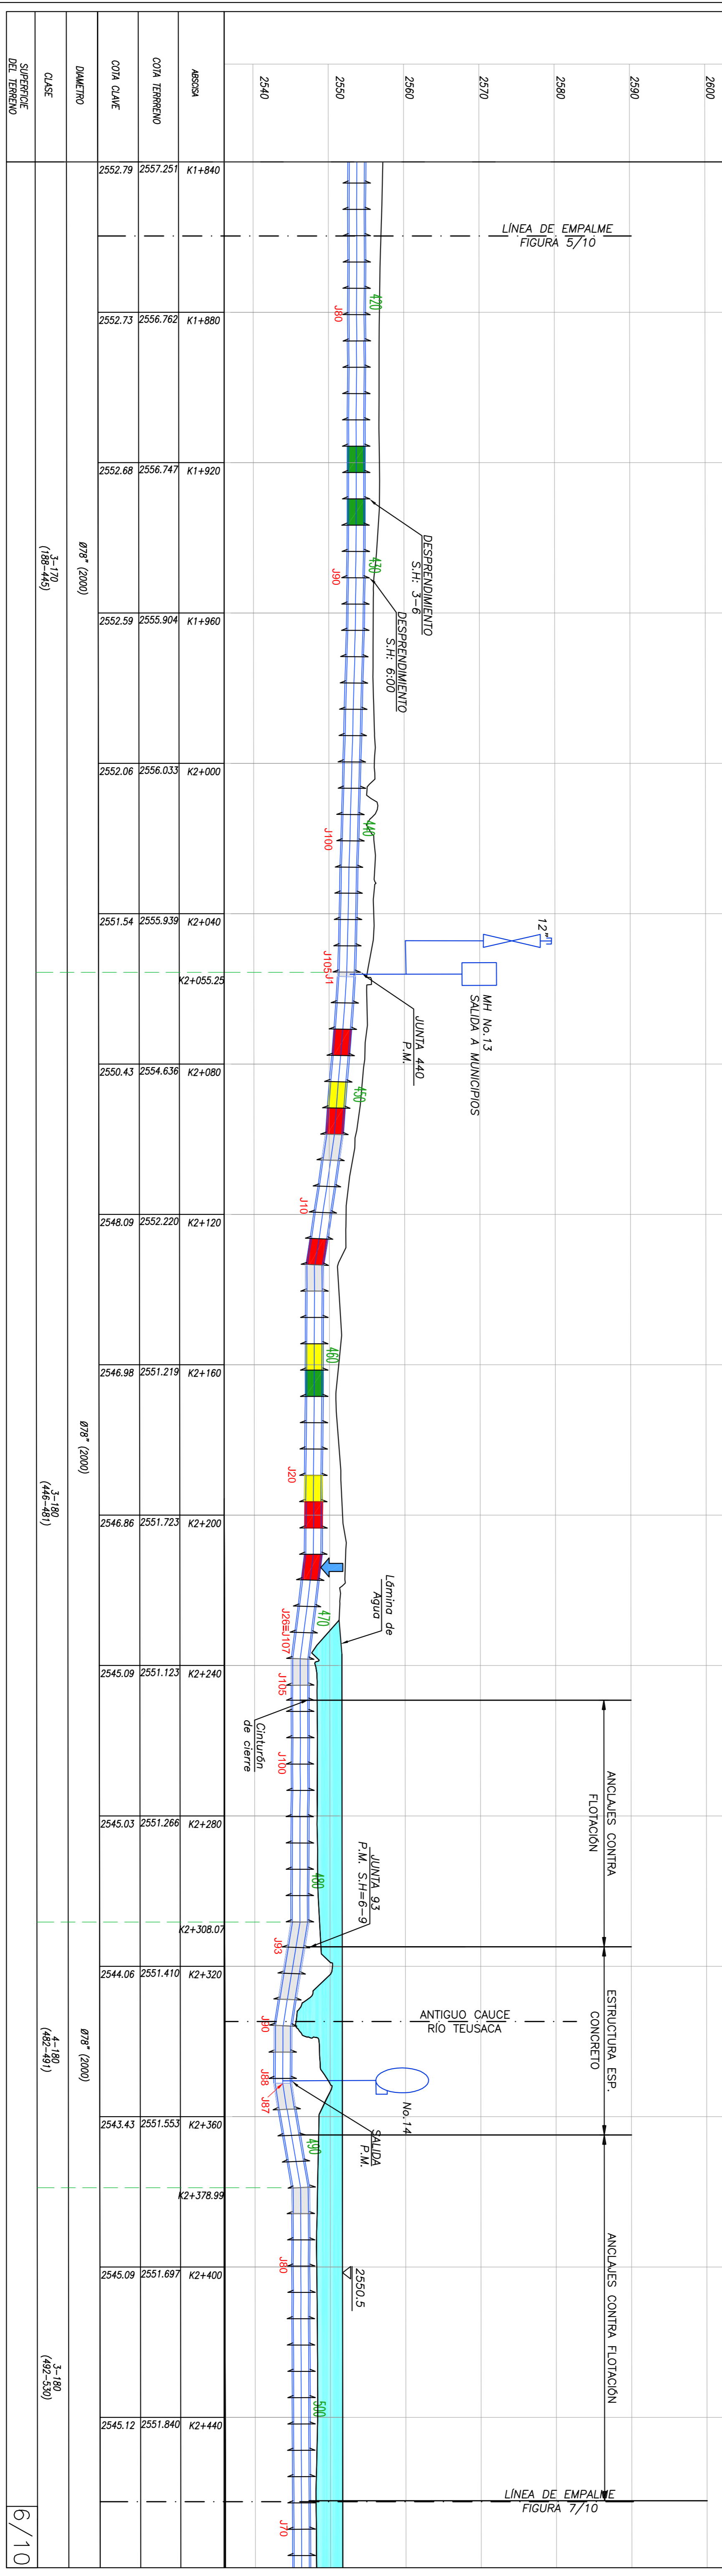 2600
2590
2580
2570
2560
2550
2540
LÍNEA DE EMPALME
FIGURA 5/10
420
J80
DESPRENDIMIENTO
S.H: 3-6
DESPRENDIMIENTO
S.H: 6:00
430
J90
440
J100
12"
MH No.13
SALIDA A MUNICIPIOS
JUNTA 440
P.M.
J105
J1
450
J10
460
J20
Lámina de
Agua
470
J26≡J107
J105
Cinturón
de cierre
J100
ANCLAJES CONTRA
FLOTACIÓN
480
JUNTA 93
P.M. S.H=6-9
J93
ESTRUCTURA ESP.
CONCRETO
ANTIGUO CAUCE
RÍO TEUSACA
J90
J88
J87
No.14
SALIDA
P.M.
490
ANCLAJES CONTRA FLOTACIÓN
J80
2550.5
500
LÍNEA DE EMPALME
FIGURA 7/10
J70
ABSCISA
K1+840
K1+880
K1+920
K1+960
K2+000
K2+040
K2+055.25
K2+080
K2+120
K2+160
K2+200
K2+240
K2+280
K2+308.07
K2+320
K2+360
K2+378.99
K2+400
K2+440
COTA TERRRENO
2557.251
2556.762
2556.747
2555.904
2556.033
2555.939
2554.636
2552.220
2551.219
2551.723
2551.123
2551.266
2551.410
2551.553
2551.697
2551.840
COTA CLAVE
2552.79
2552.73
2552.68
2552.59
2552.06
2551.54
2550.43
2548.09
2546.98
2546.86
2545.09
2545.03
2544.06
2543.43
2545.09
2545.12
DIAMETRO
Ø78" (2000)
Ø78" (2000)
Ø78" (2000)
CLASE
3-170
(188-445)
3-180
(446-481)
4-180
(482-491)
3-180
(492-530)
SUPERFICIE
DEL TERRENO
6/10